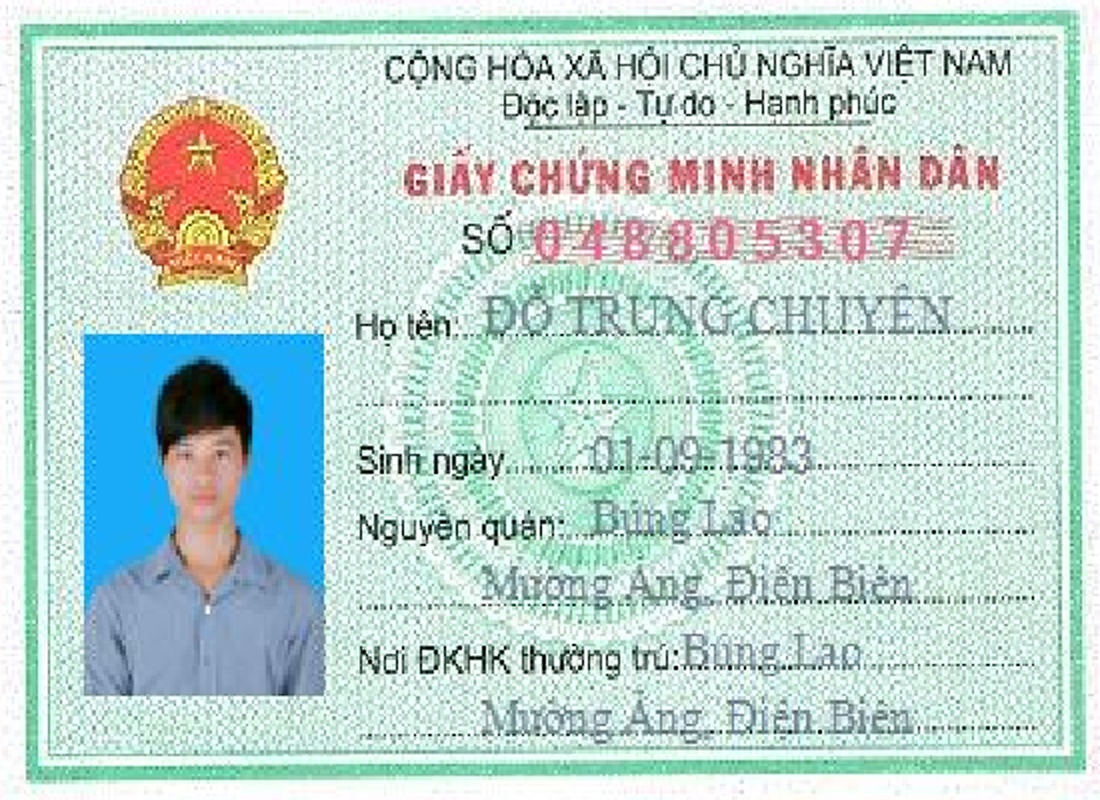 CỘNG HÒA XÃ HỘI CHỦ NGHĨA VIỆT NAM
Độc lập - Tự do - Hạnh phúc
GIẤY CHỨNG MINH NHÂN DÂN
SỐ 048805307
Họ tên: ĐỖ TRUNG CHUYÊN
Sinh ngày 01-09-1983
Nguyên quán: Búng Lao
Mường Ảng, Điện Biên
Nơi ĐKHK thường trú: Búng Lao
Mường Ảng, Điện Biên